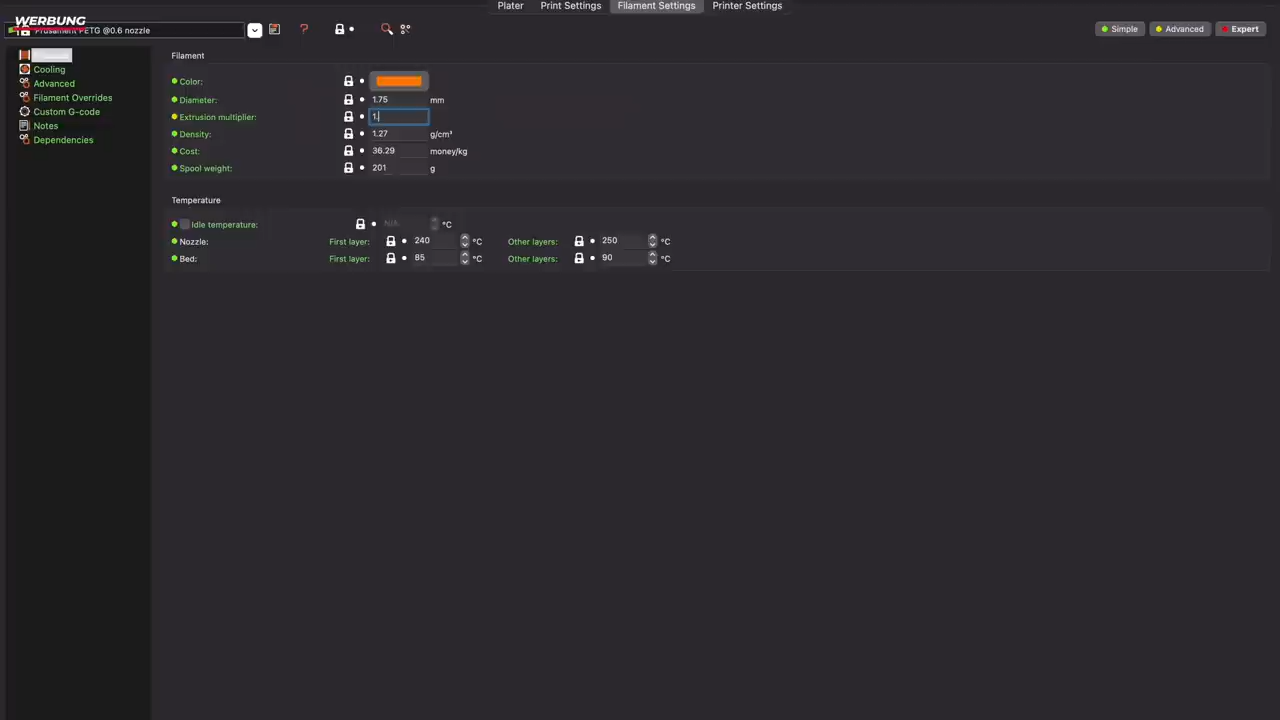 Plater Print Settings Filament Settings Printer Settings
WERBUNG
Prusament PETG @0.6 nozzle
Simple Advanced Expert
Cooling
Advanced
Filament Overrides
Custom G-code
Notes
Dependencies
Filament
Color:
Diameter: 1.75 mm
Extrusion multiplier: 1.
Density: 1.27 g/cm³
Cost: 36.29 money/kg
Spool weight: 201 g
Temperature
Idle temperature: N/A °C
Nozzle: First layer: 240 °C Other layers: 250 °C
Bed: First layer: 85 °C Other layers: 90 °C